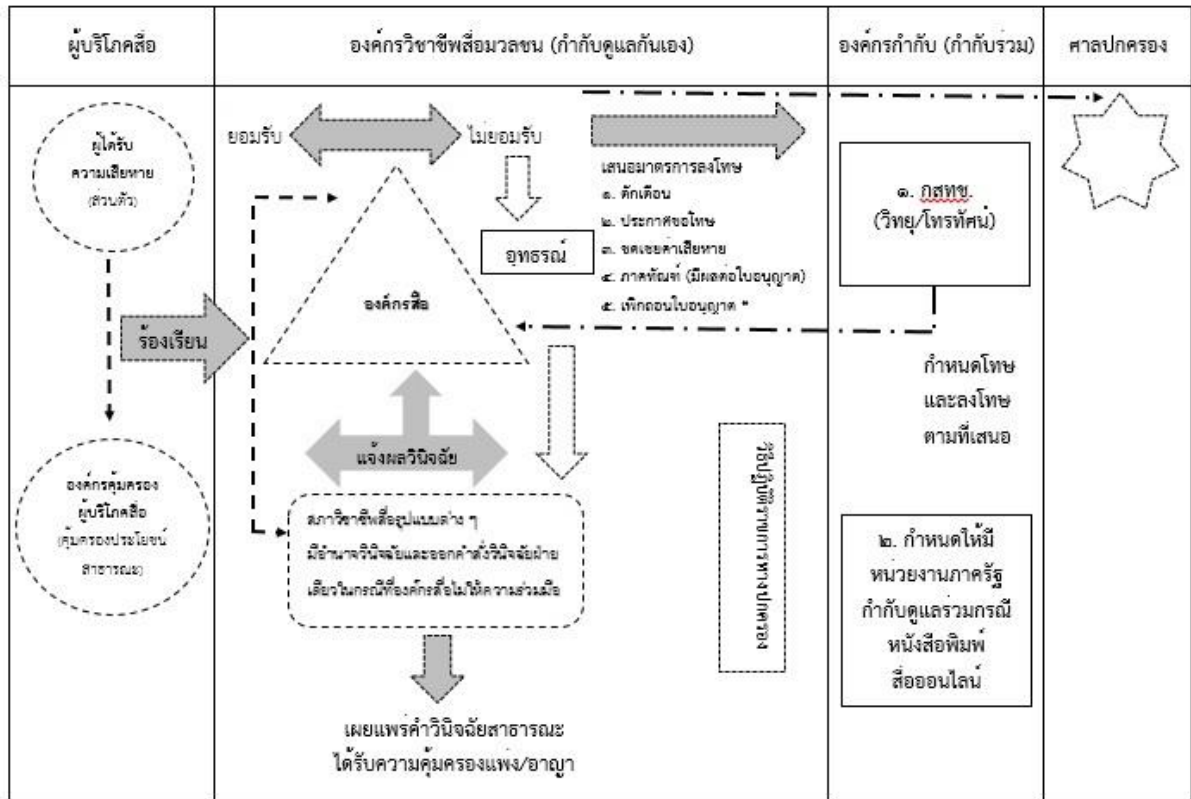 ผู้บริโภคสื่อ
องค์กรวิชาชีพสื่อมวลชน (กำกับดูแลกันเอง)
องค์กรกำกับ (กำกับร่วม)
ศาลปกครอง
ผู้ได้รับ
ความเสียหาย
(ส่วนตัว)
ร้องเรียน
องค์กรคุ้มครอง
ผู้บริโภคสื่อ
(คุ้มครองประโยชน์
สาธารณะ)
ยอมรับ
ไม่ยอมรับ
อุทธรณ์
องค์กรสื่อ
แจ้งผลวินิจฉัย
สภาวิชาชีพสื่อรูปแบบต่าง ๆ
มีอำนาจวินิจฉัยและออกคำสั่งวินิจฉัยฝ่าย
เดียวในกรณีที่องค์กรสื่อไม่ให้ความร่วมมือ
เผยแพร่คำวินิจฉัยสาธารณะ
ได้รับความคุ้มครองแพ่ง/อาญา
เสนอมาตรการลงโทษ
๑. ตักเตือน
๒. ประกาศขอโทษ
๓. ชดเชยค่าเสียหาย
๔. ภาคทัณฑ์ (มีผลต่อใบอนุญาต)
๕. เพิกถอนใบอนุญาต *
วิธีปฏิบัติราชการทางปกครอง
๑. กสทช.
(วิทยุ/โทรทัศน์)
กำหนดโทษ
และลงโทษ
ตามที่เสนอ
๒. กำหนดให้มี
หน่วยงานภาครัฐ
กำกับดูแลร่วมกรณี
หนังสือพิมพ์
สื่อออนไลน์